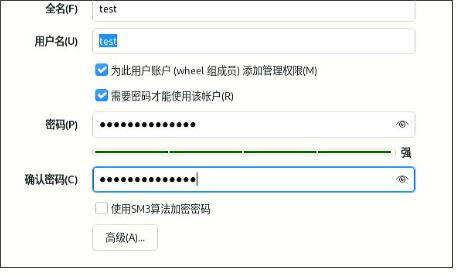 全名(F) test
用户名(U) test
为此用户账户 (wheel 组成员) 添加管理权限(M)
需要密码才能使用该帐户(R)
密码(P) ●●●●●●●●●●●●●●
强
确认密码(C) ●●●●●●●●●●●●●●
使用SM3算法加密密码
高级(A)...